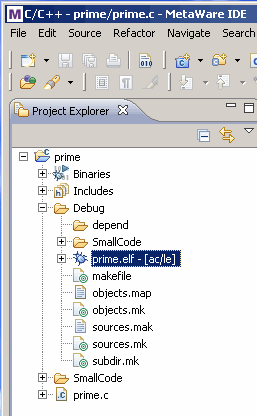 C/C++ - prime/prime.c - MetaWare IDE
File Edit Source Refactor Navigate Search
010
Project Explorer
prime
Binaries
Includes
Debug
depend
SmallCode
prime.elf - [ac/le]
makefile
objects.map
objects.mk
sources.mak
sources.mk
subdir.mk
SmallCode
prime.c